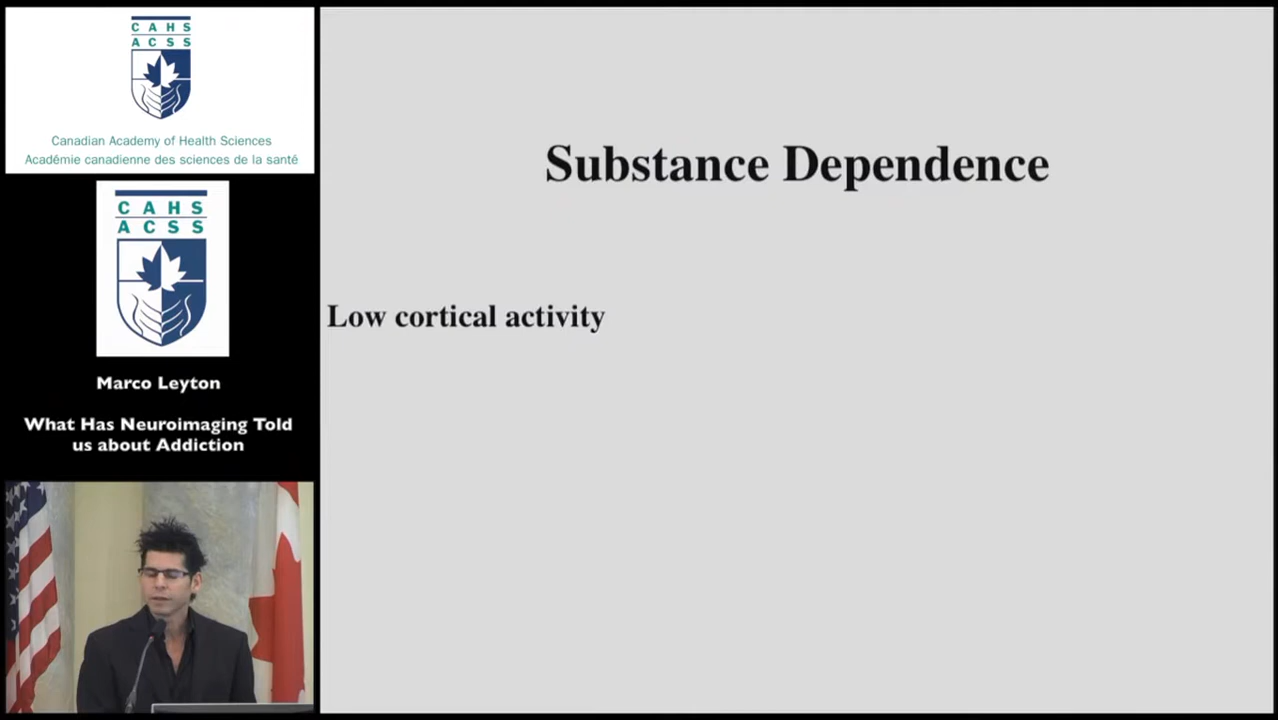 CAHS
ACSS
Canadian Academy of Health Sciences
Académie canadienne des sciences de la santé
CAHS
ACSS
Marco Leyton
What Has Neuroimaging Told
us about Addiction
Substance Dependence
Low cortical activity